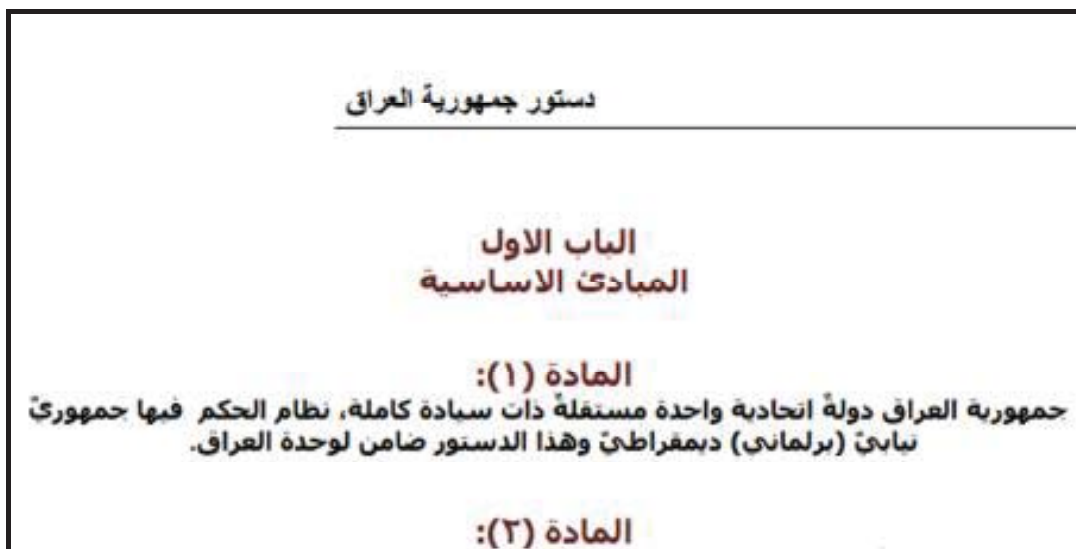 دستور جمهورية العراق
الباب الاول
المبادئ الاساسية
المادة (١):
جمهورية العراق دولةٌ اتحادية واحدة مستقلةٌ ذات سيادة كاملة، نظام الحكم فيها جمهوريّ
نيابيّ (برلماني) ديمقراطيّ وهذا الدستور ضامن لوحدة العراق.
المادة (٢):